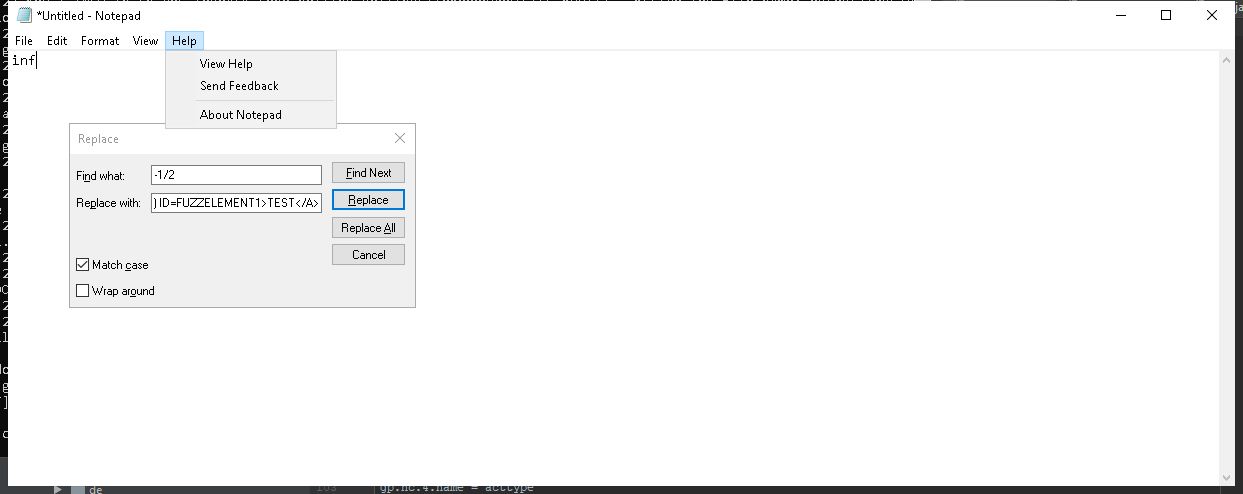 *Untitled - Notepad
File Edit Format View Help
inf
View Help
Send Feedback
About Notepad
Replace
Find what: -1/2 Find Next
Replace with: )ID=FUZZELEMENT1>TEST</A> Replace
Replace All
Cancel
Match case
Wrap around
de
gp.nc.4.name = acctype